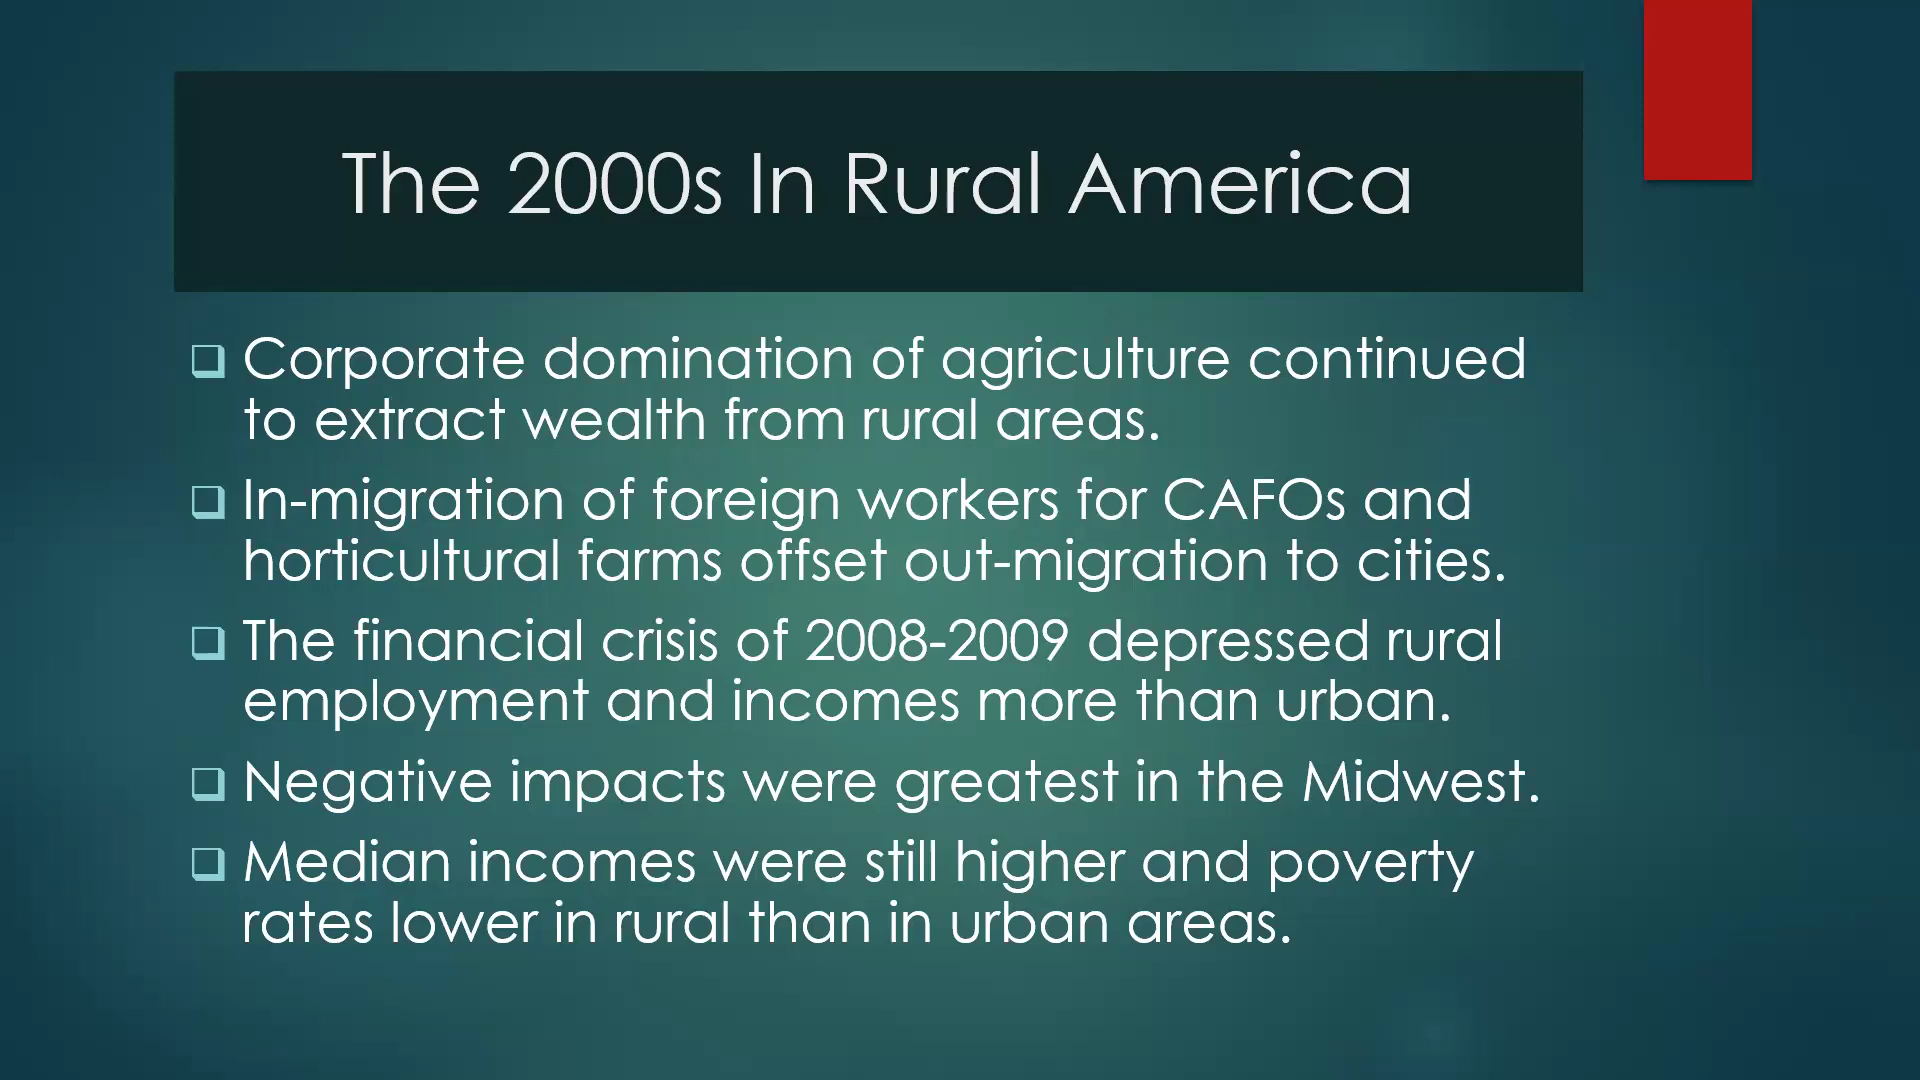 The 2000s In Rural America
Corporate domination of agriculture continued
to extract wealth from rural areas.
In-migration of foreign workers for CAFOs and
horticultural farms offset out-migration to cities.
The financial crisis of 2008-2009 depressed rural
employment and incomes more than urban.
Negative impacts were greatest in the Midwest.
Median incomes were still higher and poverty
rates lower in rural than in urban areas.